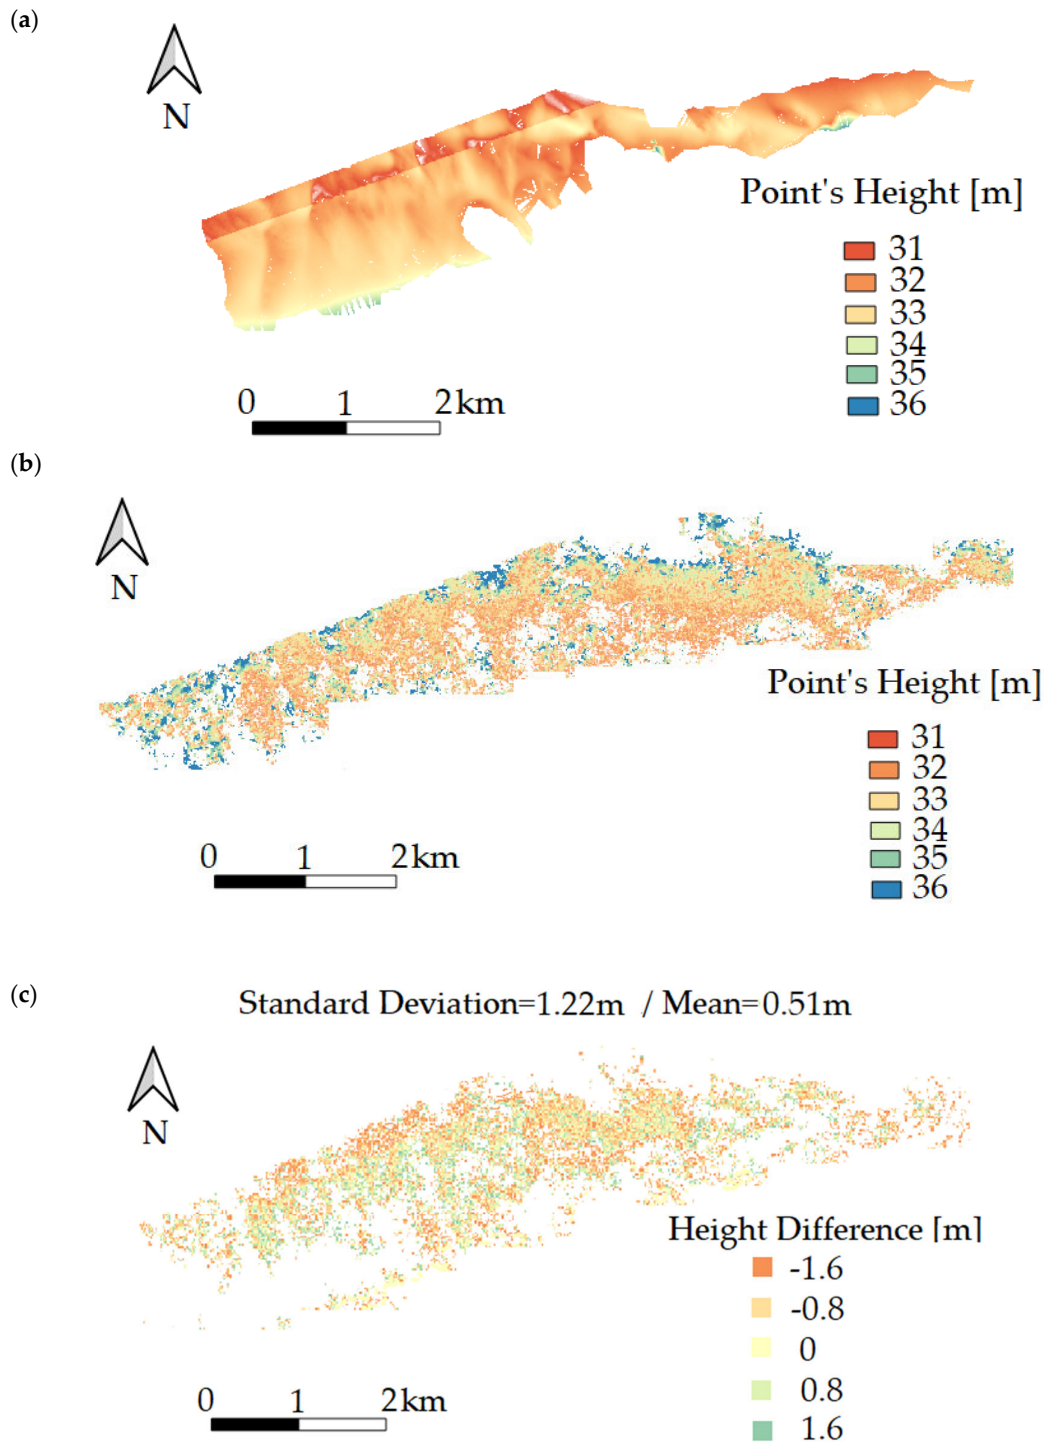 (a)
N
Point's Height [m]
31
32
33
34
35
36
0 1 2km
(b)
N
Point's Height [m]
31
32
33
34
35
36
0 1 2km
(c)
Standard Deviation=1.22m / Mean=0.51m
N
Height Difference [m]
-1.6
-0.8
0
0.8
1.6
0 1 2km